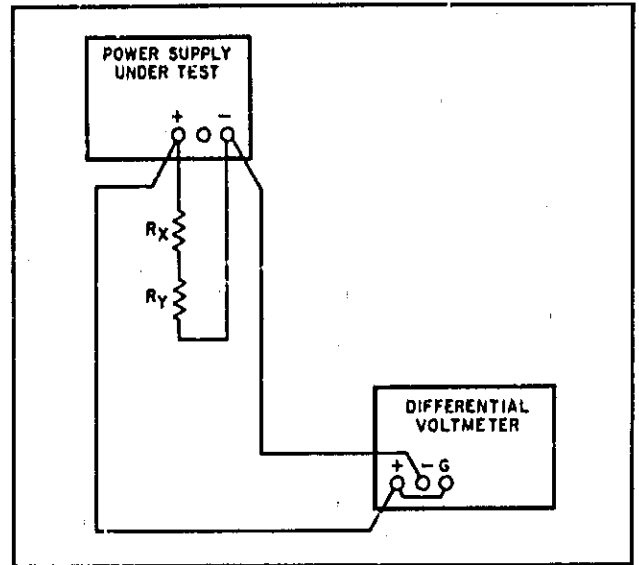 POWER SUPPLY
UNDER TEST
+ -
RX
RY
DIFFERENTIAL
VOLTMETER
+ - G